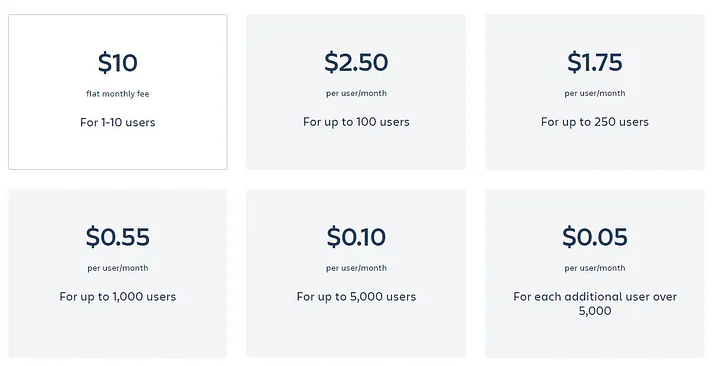 $10
flat monthly fee
For 1-10 users
$2.50
per user/month
For up to 100 users
$1.75
per user/month
For up to 250 users
$0.55
per user/month
For up to 1,000 users
$0.10
per user/month
For up to 5,000 users
$0.05
per user/month
For each additional user over
5,000